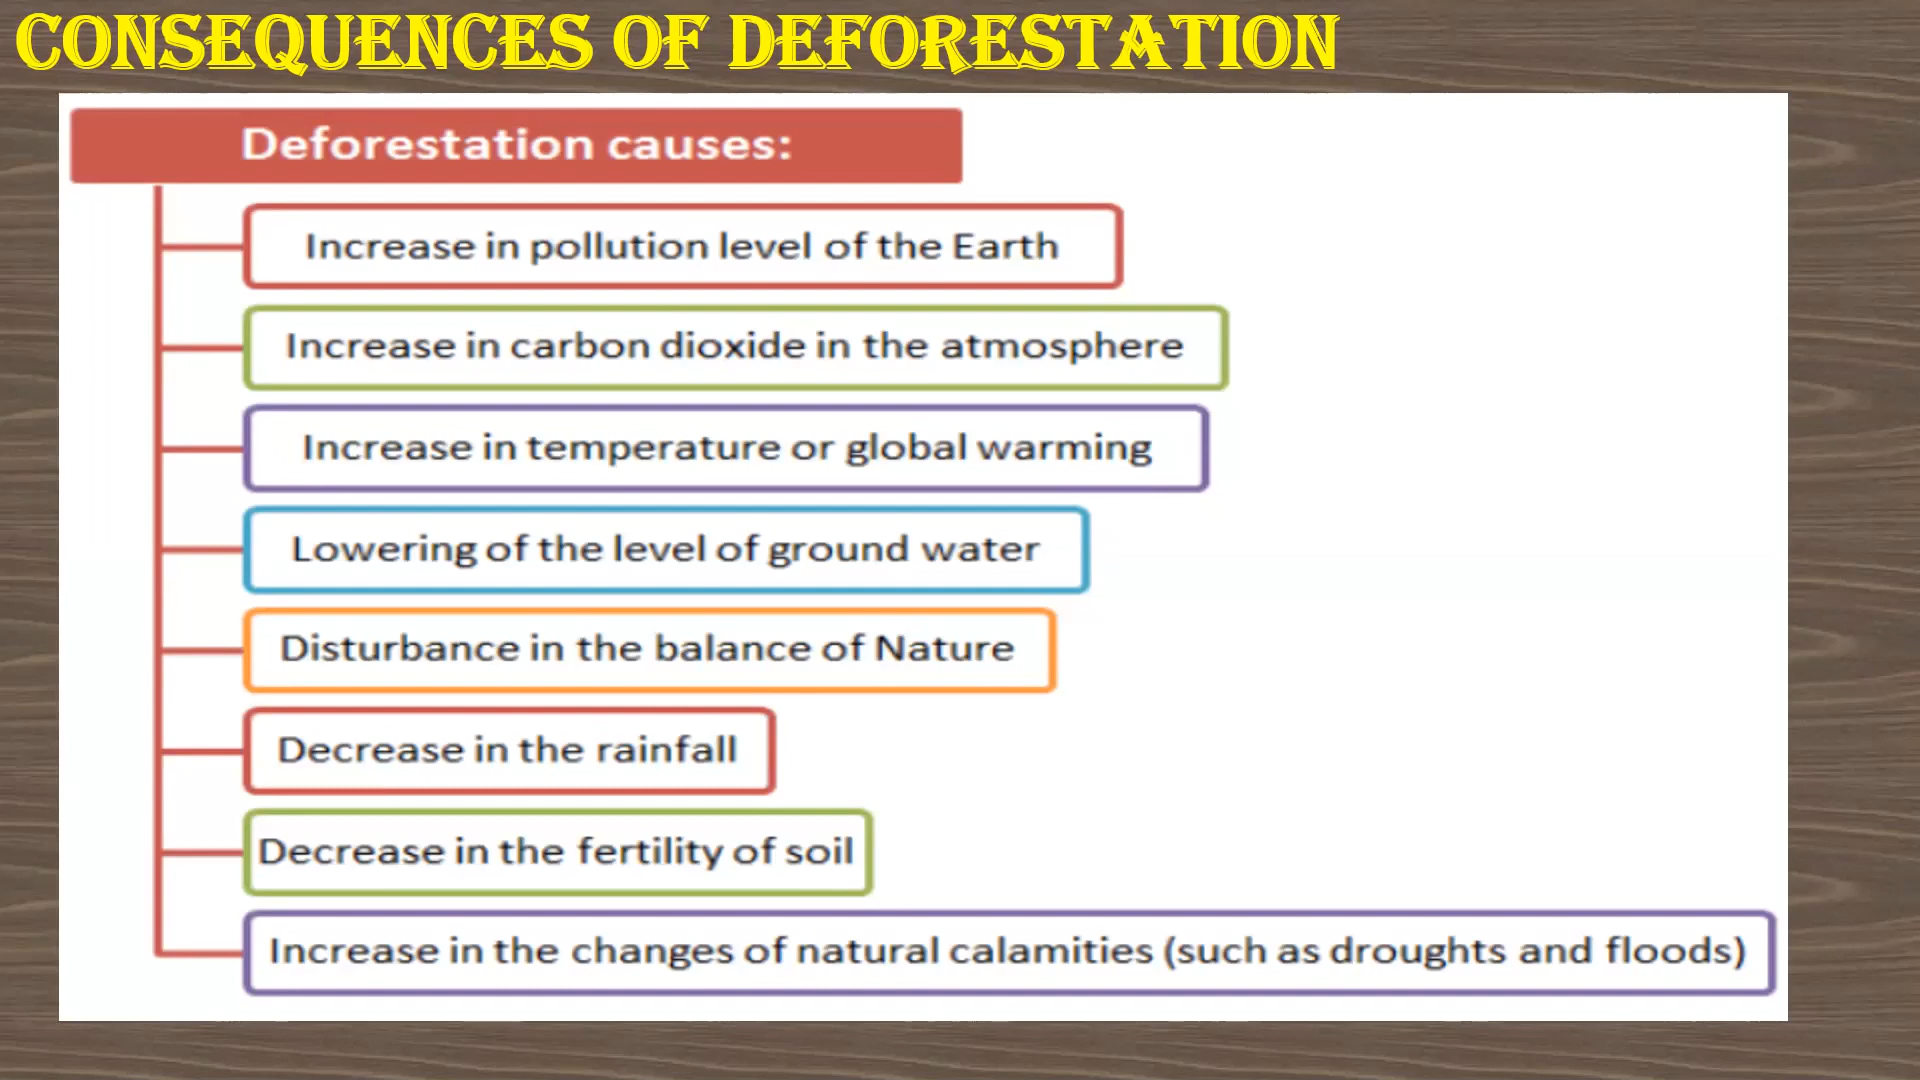 CONSEQUENCES OF DEFORESTATION
Deforestation causes:
Increase in pollution level of the Earth
Increase in carbon dioxide in the atmosphere
Increase in temperature or global warming
Lowering of the level of ground water
Disturbance in the balance of Nature
Decrease in the rainfall
Decrease in the fertility of soil
Increase in the changes of natural calamities (such as droughts and floods)